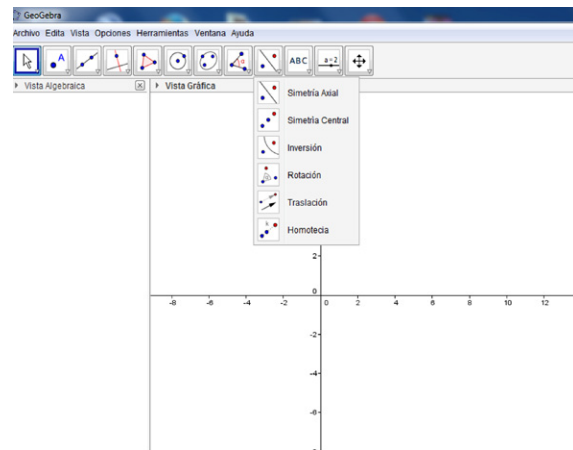 GeoGebra
Archivo Edita Vista Opciones Herramientas Ventana Ayuda
A
α
ABC
a=2
Vista Algebraica
Vista Gráfica
Simetría Axial
Simetría Central
Inversión
Rotación
Traslación
Homotecia
2
0
-8 -6 -4 -2 0 2 4 6 8 10 12
-2
-4
-6